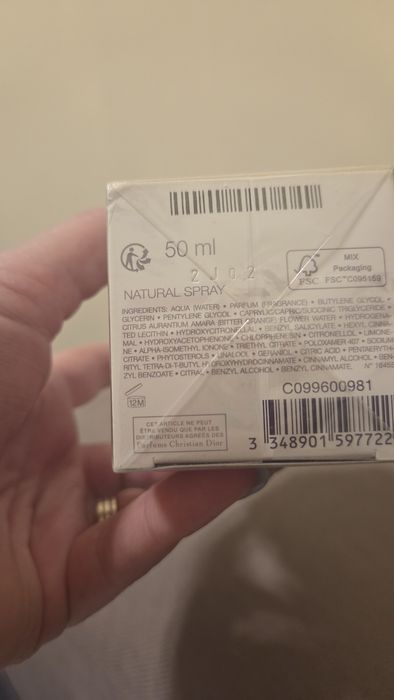 50 ml
2J02
MIX
Packaging
FSC
FSC™ C095169
NATURAL SPRAY
INGREDIENTS: AQUA (WATER) • PARFUM (FRAGRANCE) • BUTYLENE GLYCOL •
GLYCERIN • PENTYLENE GLYCOL • CAPRYLIC/CAPRIC/SUCCINIC TRIGLYCERIDE •
CITRUS AURANTIUM AMARA (BITTER ORANGE) FLOWER WATER • HYDROGENA-
TED LECITHIN • HYDROXYCITRONELLAL • BENZYL SALICYLATE • HEXYL CINNA-
MAL • HYDROXYACETOPHENONE • CHLORPHENESIN • CITRONELLOL • LIMONE-
NE • ALPHA-ISOMETHYL IONONE • TRIETHYL CITRATE • POLOXAMER 407 • SODIUM
CITRATE • PHYTOSTEROLS • LINALOOL • GERANIOL • CITRIC ACID • PENTAERYTH-
RITYL TETRA-DI-T-BUTYL HYDROXYHYDROCINNAMATE • CINNAMYL ALCOHOL • BEN-
ZYL BENZOATE • CITRAL • BENZYL ALCOHOL • BENZYL CINNAMATE. N°
12M
C099600981
CET ARTICLE NE PEUT
ÊTRE VENDU QUE PAR LES
DISTRIBUTEURS AGRÉÉS DES
Parfums Christian Dior
3 348901 597722